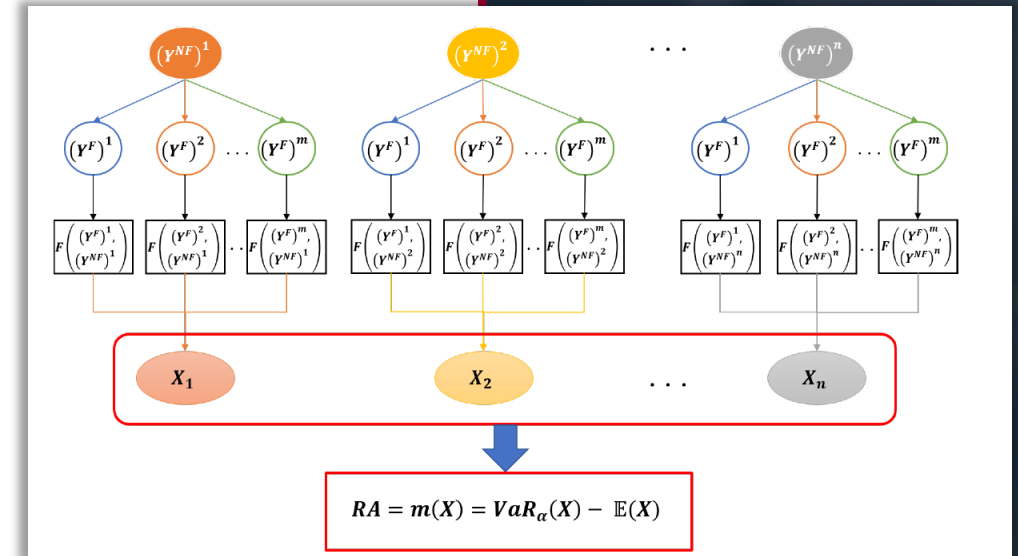 (Y^{NF})^1 (Y^{NF})^2 . . . (Y^{NF})^n
(Y^F)^1 (Y^F)^2 . . . (Y^F)^m (Y^F)^1 (Y^F)^2 . . . (Y^F)^m (Y^F)^1 (Y^F)^2 . . . (Y^F)^m
F((Y^F)^1, (Y^{NF})^1) F((Y^F)^2, (Y^{NF})^1) . . F((Y^F)^m, (Y^{NF})^1) F((Y^F)^1, (Y^{NF})^2) F((Y^F)^2, (Y^{NF})^2) . . F((Y^F)^m, (Y^{NF})^2) F((Y^F)^1, (Y^{NF})^n) F((Y^F)^2, (Y^{NF})^n) . . F((Y^F)^m, (Y^{NF})^n)
X_1 X_2 . . . X_n
RA = m(X) = VaR_α(X) − 𝔼(X)